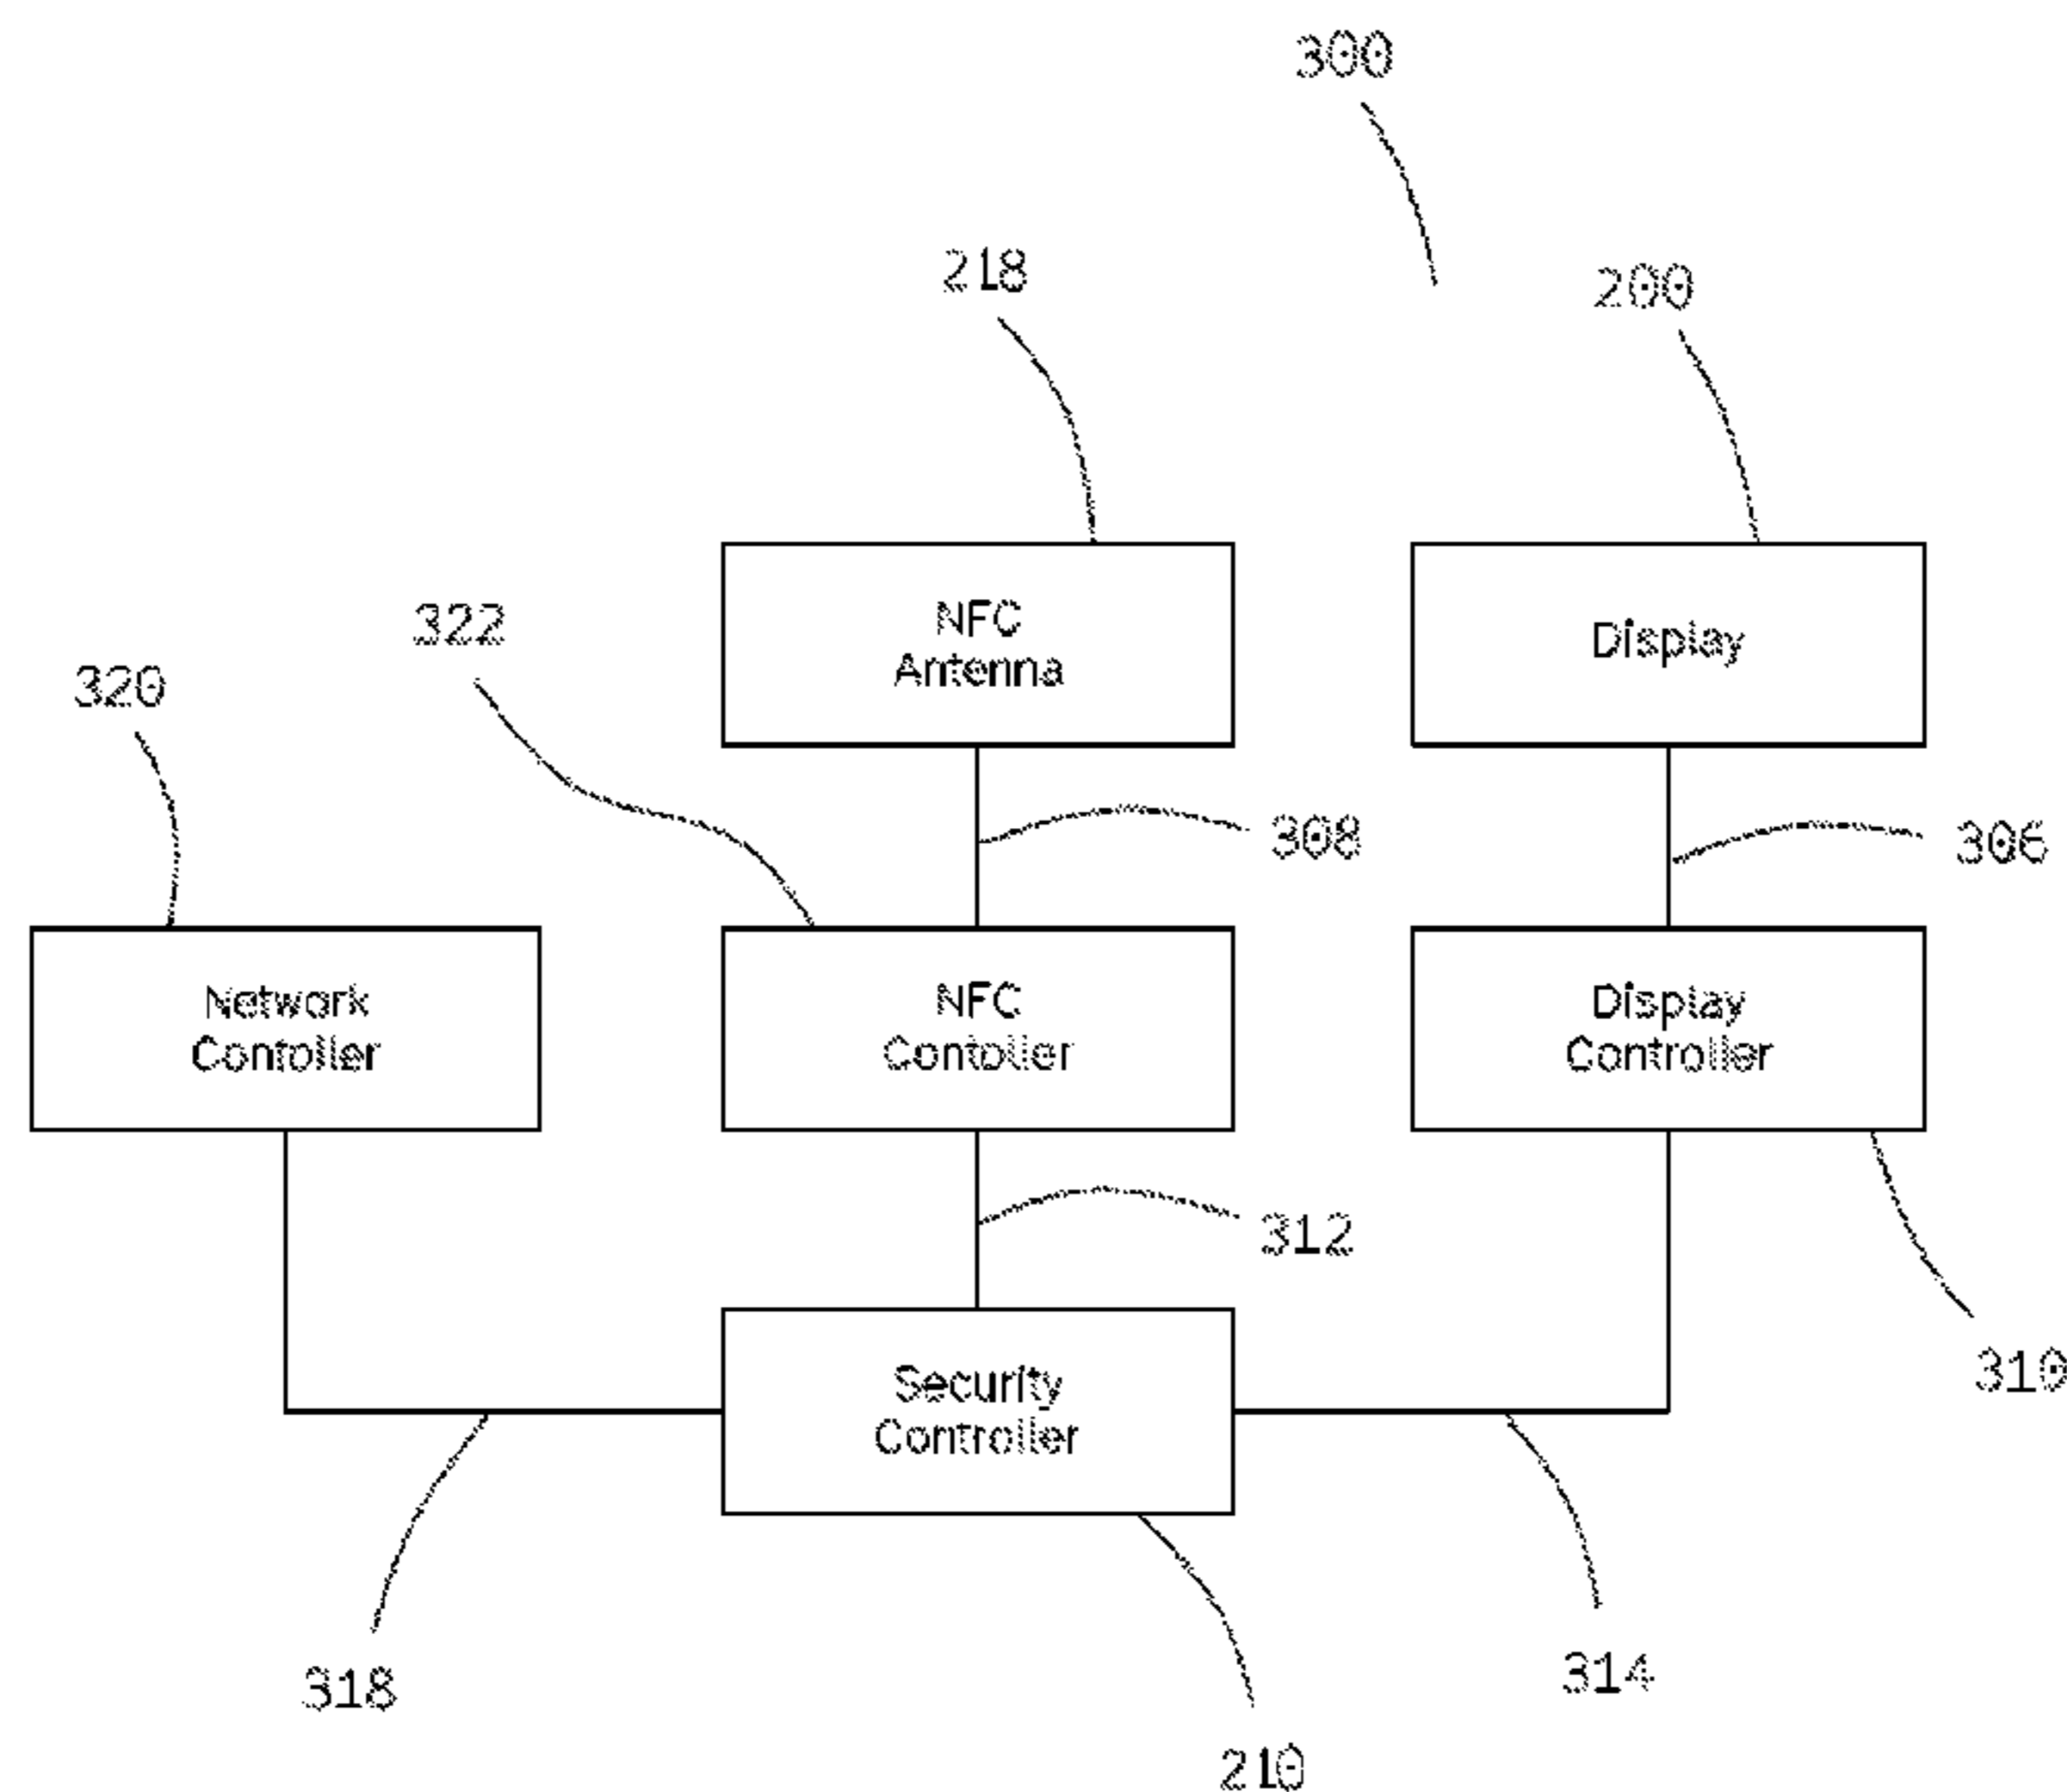 300
218
200
NFC
Antenna
Display
322
320
308
306
Network
Contoller
NFC
Contoller
Display
Controller
312
310
Security
Controller
318
314
210